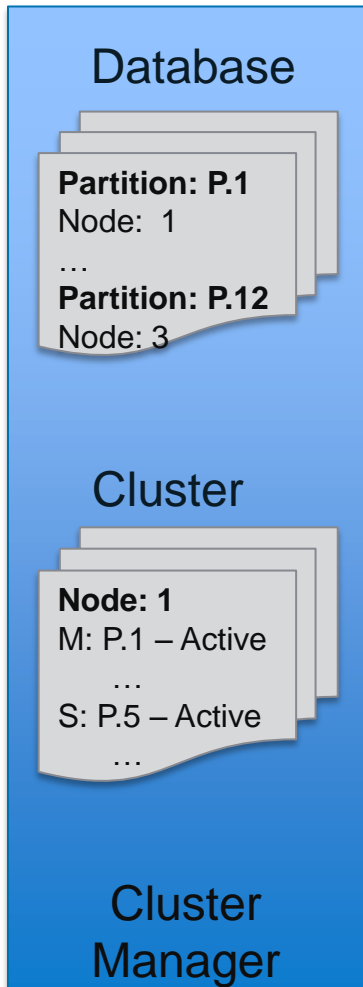 Database
Partition: P.1
Node: 1
…
Partition: P.12
Node: 3
Cluster
Node: 1
M: P.1 – Active
…
S: P.5 – Active
…
Cluster
Manager